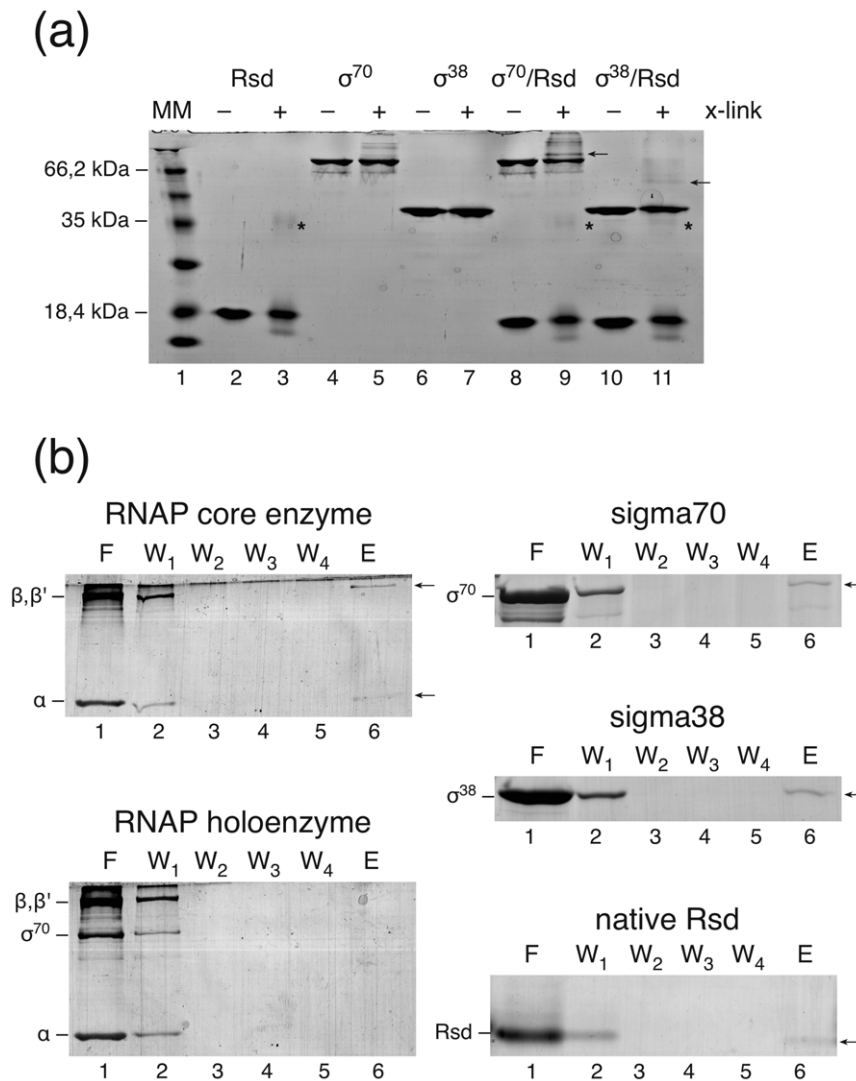 (a)
Rsd σ⁷⁰ σ³⁸ σ⁷⁰/Rsd σ³⁸/Rsd
MM – + – + – + – + – + x-link
66,2 kDa –
35 kDa –
* * *
18,4 kDa –
1 2 3 4 5 6 7 8 9 10 11
(b)
RNAP core enzyme
F W₁ W₂ W₃ W₄ E
β,β' –
α –
1 2 3 4 5 6
RNAP holoenzyme
F W₁ W₂ W₃ W₄ E
β,β' –
σ⁷⁰ –
α –
1 2 3 4 5 6
sigma70
F W₁ W₂ W₃ W₄ E
σ⁷⁰ –
1 2 3 4 5 6
sigma38
F W₁ W₂ W₃ W₄ E
σ³⁸ –
1 2 3 4 5 6
native Rsd
F W₁ W₂ W₃ W₄ E
Rsd –
1 2 3 4 5 6